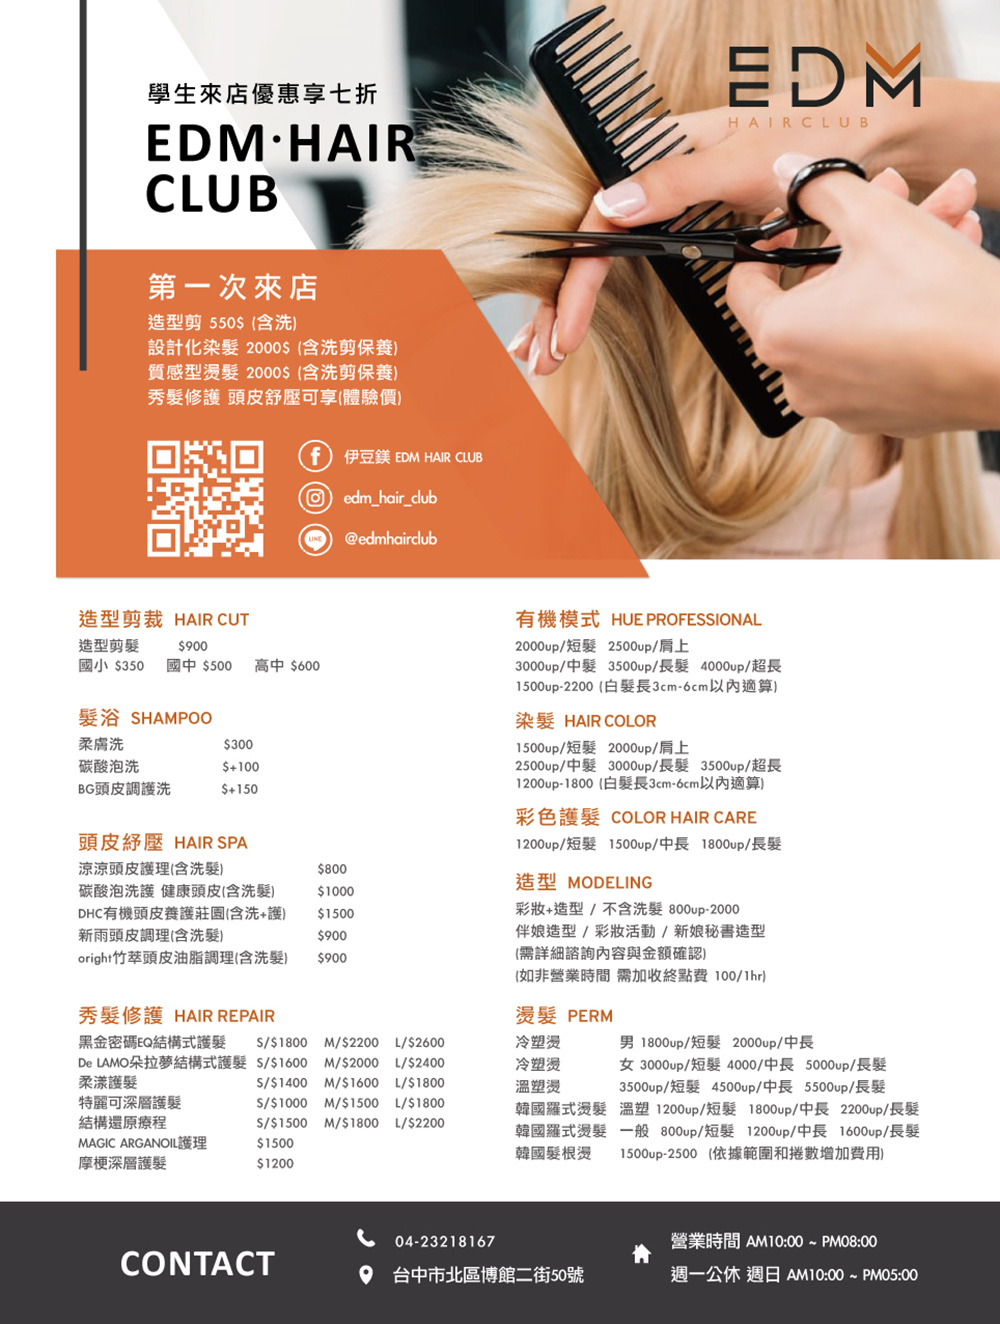 學生來店優惠享七折
EDM·HAIR
CLUB
EDM
HAIRCLUB
第一次來店
造型剪 550$ (含洗)
設計化染髮 2000$ (含洗剪保養)
質感型燙髮 2000$ (含洗剪保養)
秀髮修護 頭皮舒壓可享(體驗價)
伊豆鎂 EDM HAIR CLUB
edm_hair_club
LINE
@edmhairclub
造型剪裁 HAIR CUT
造型剪髮 $900
國小 $350 國中 $500 高中 $600
髮浴 SHAMPOO
柔膚洗 $300
碳酸泡洗 $+100
BG頭皮調護洗 $+150
頭皮紓壓 HAIR SPA
涼涼頭皮護理(含洗髮) $800
碳酸泡洗護 健康頭皮(含洗髮) $1000
DHC有機頭皮養護莊園(含洗+護) $1500
新雨頭皮調理(含洗髮) $900
oright竹萃頭皮油脂調理(含洗髮) $900
秀髮修護 HAIR REPAIR
黑金密碼EQ結構式護髮 S/$1800 M/$2200 L/$2600
De LAMO朵拉夢結構式護髮 S/$1600 M/$2000 L/$2400
柔漾護髮 S/$1400 M/$1600 L/$1800
特麗可深層護髮 S/$1000 M/$1500 L/$1800
結構還原療程 S/$1500 M/$1800 L/$2200
MAGIC ARGANOIL護理 $1500
摩梗深層護髮 $1200
有機模式 HUE PROFESSIONAL
2000up/短髮 2500up/肩上
3000up/中髮 3500up/長髮 4000up/超長
1500up-2200 (白髮長3cm-6cm以內適算)
染髮 HAIR COLOR
1500up/短髮 2000up/肩上
2500up/中髮 3000up/長髮 3500up/超長
1200up-1800 (白髮長3cm-6cm以內適算)
彩色護髮 COLOR HAIR CARE
1200up/短髮 1500up/中長 1800up/長髮
造型 MODELING
彩妝+造型 / 不含洗髮 800up-2000
伴娘造型 / 彩妝活動 / 新娘秘書造型
(需詳細諮詢內容與金額確認)
(如非營業時間 需加收終點費 100/1hr)
燙髮 PERM
冷塑燙 男 1800up/短髮 2000up/中長
冷塑燙 女 3000up/短髮 4000/中長 5000up/長髮
溫塑燙 3500up/短髮 4500up/中長 5500up/長髮
韓國羅式燙髮 溫塑 1200up/短髮 1800up/中長 2200up/長髮
韓國羅式燙髮 一般 800up/短髮 1200up/中長 1600up/長髮
韓國髮根燙 1500up-2500 (依據範圍和捲數增加費用)
CONTACT
04-23218167
台中市北區博館二街50號
營業時間 AM10:00 ~ PM08:00
週一公休 週日 AM10:00 ~ PM05:00